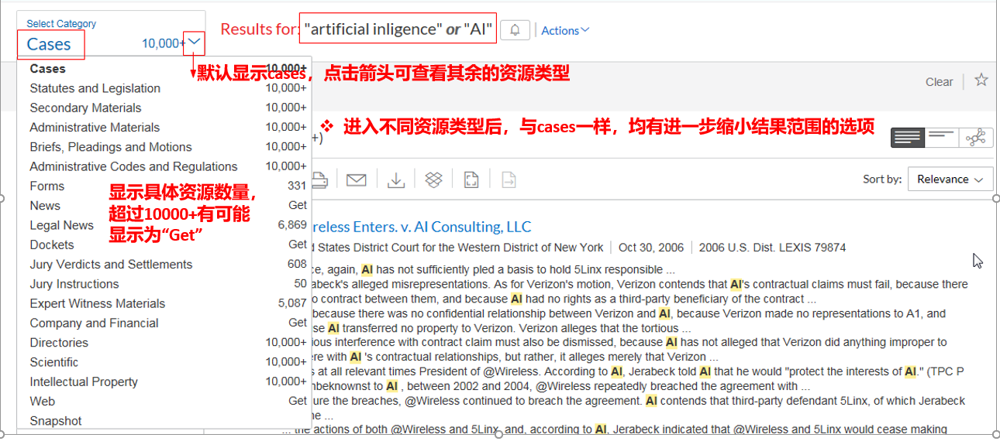 Select Category
Cases 10,000+
Results for: "artificial inligence" or "AI"
Actions
默认显示cases，点击箭头可查看其余的资源类型
Cases 10,000+
Statutes and Legislation 10,000+
Secondary Materials 10,000+
Administrative Materials 10,000+
Briefs, Pleadings and Motions 10,000+
Administrative Codes and Regulations 10,000+
Forms 331
News Get
Legal News 6,869
Dockets Get
Jury Verdicts and Settlements 608
Jury Instructions 50
Expert Witness Materials 5,087
Company and Financial Get
Directories 10,000+
Scientific 10,000+
Intellectual Property 10,000+
Web Get
Snapshot
显示具体资源数量，
超过10000+有可能
显示为“Get”
Clear
❖ 进入不同资源类型后，与cases一样，均有进一步缩小结果范围的选项
+)
Sort by: Relevance
reless Enters. v. AI Consulting, LLC
d States District Court for the Western District of New York | Oct 30, 2006 | 2006 U.S. Dist. LEXIS 79874
ce, again, AI has not sufficiently pled a basis to hold 5Linx responsible ...
rabeck's alleged misrepresentations. As for Verizon's motion, Verizon contends that AI's contractual claims must fail, because there
o contract between them, and because AI had no rights as a third-party beneficiary of the contract ...
because there was no confidential relationship between Verizon and AI, because Verizon made no representations to A1, and
se AI transferred no property to Verizon. Verizon alleges that the tortious ...
ious interference with contract claim must also be dismissed, because AI has not alleged that Verizon did anything improper to
ere with AI 's contractual relationships, but rather, it alleges merely that Verizon ...
s at all relevant times President of @Wireless. According to AI, Jerabeck told AI that he would "protect the interests of AI." (TPC P
nbeknownst to AI , between 2002 and 2004, @Wireless repeatedly breached the agreement with ...
ure the breaches, @Wireless continued to breach the agreement. AI contends that third-party defendant 5Linx, of which Jerabeck
ne ...
... the actions of both @Wireless and 5Linx, and, according to AI, Jerabeck indicated that @Wireless and 5Linx would cease making